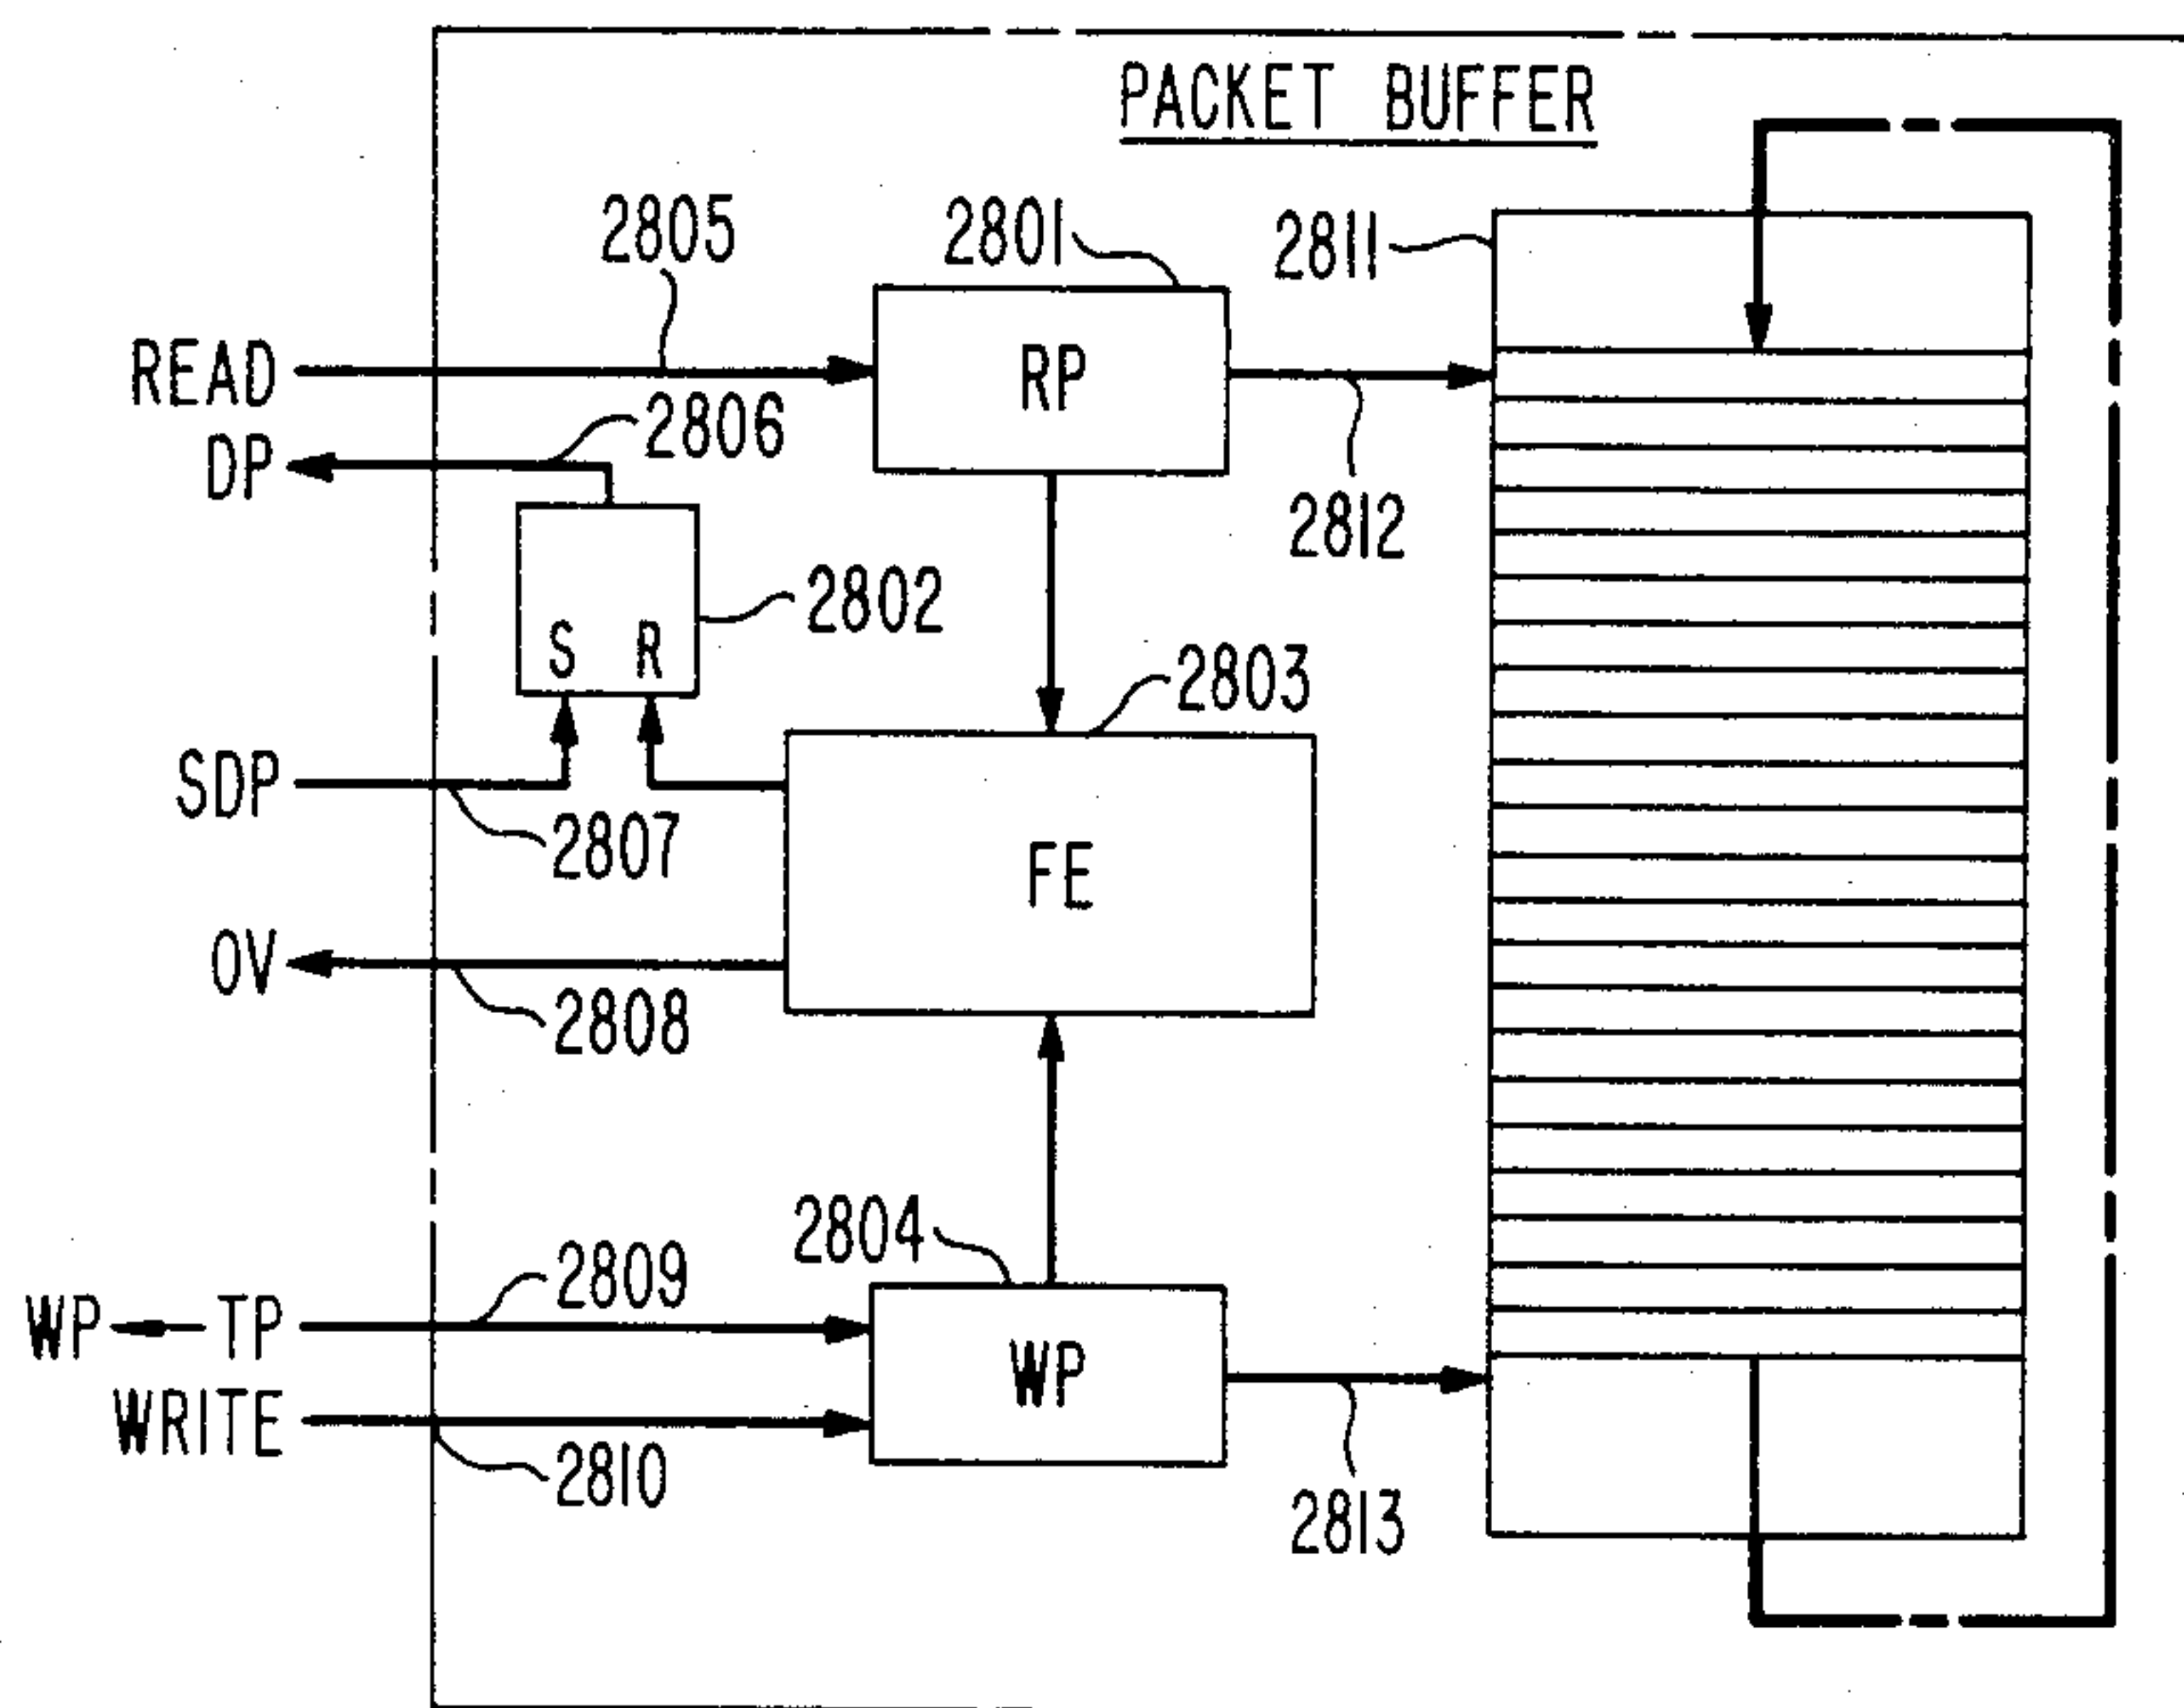 PACKET BUFFER
2805
2801
2811
READ
RP
2806
DP
2812
2802
S R
2803
SDP
2807
FE
OV
2808
2804
2809
WP TP
WP
WRITE
2810
2813